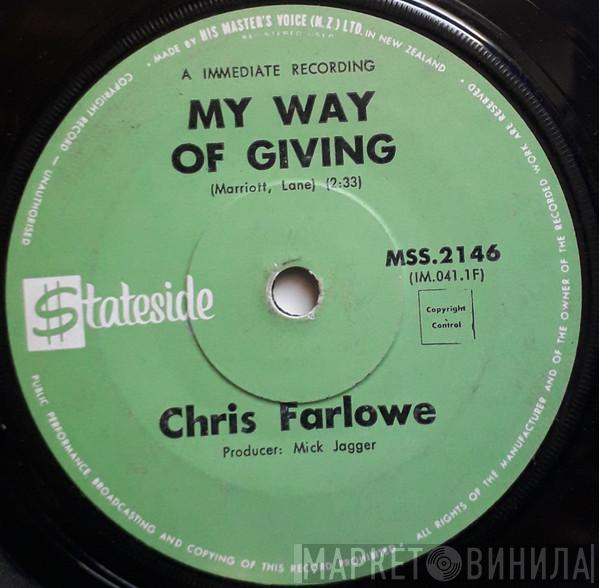 · MADE BY HIS MASTER'S VOICE (N.Z.) LTD. IN NEW ZEALAND ·
A IMMEDIATE RECORDING
MY WAY
OF GIVING
(Marriott, Lane) (2:33)
MSS.2146
(IM.041.1F)
Copyright
Control
$tateside
Chris Farlowe
Producer: Mick Jagger
COPYRIGHT RECORD — UNAUTHORISED
PUBLIC PERFORMANCE BROADCASTING AND COPYING OF THIS RECORD PROHIBITED · ALL RIGHTS OF THE MANUFACTURER AND OF THE OWNER OF THE RECORDED WORK ARE RESERVED ·
МАРКЕТ ВИНИЛА